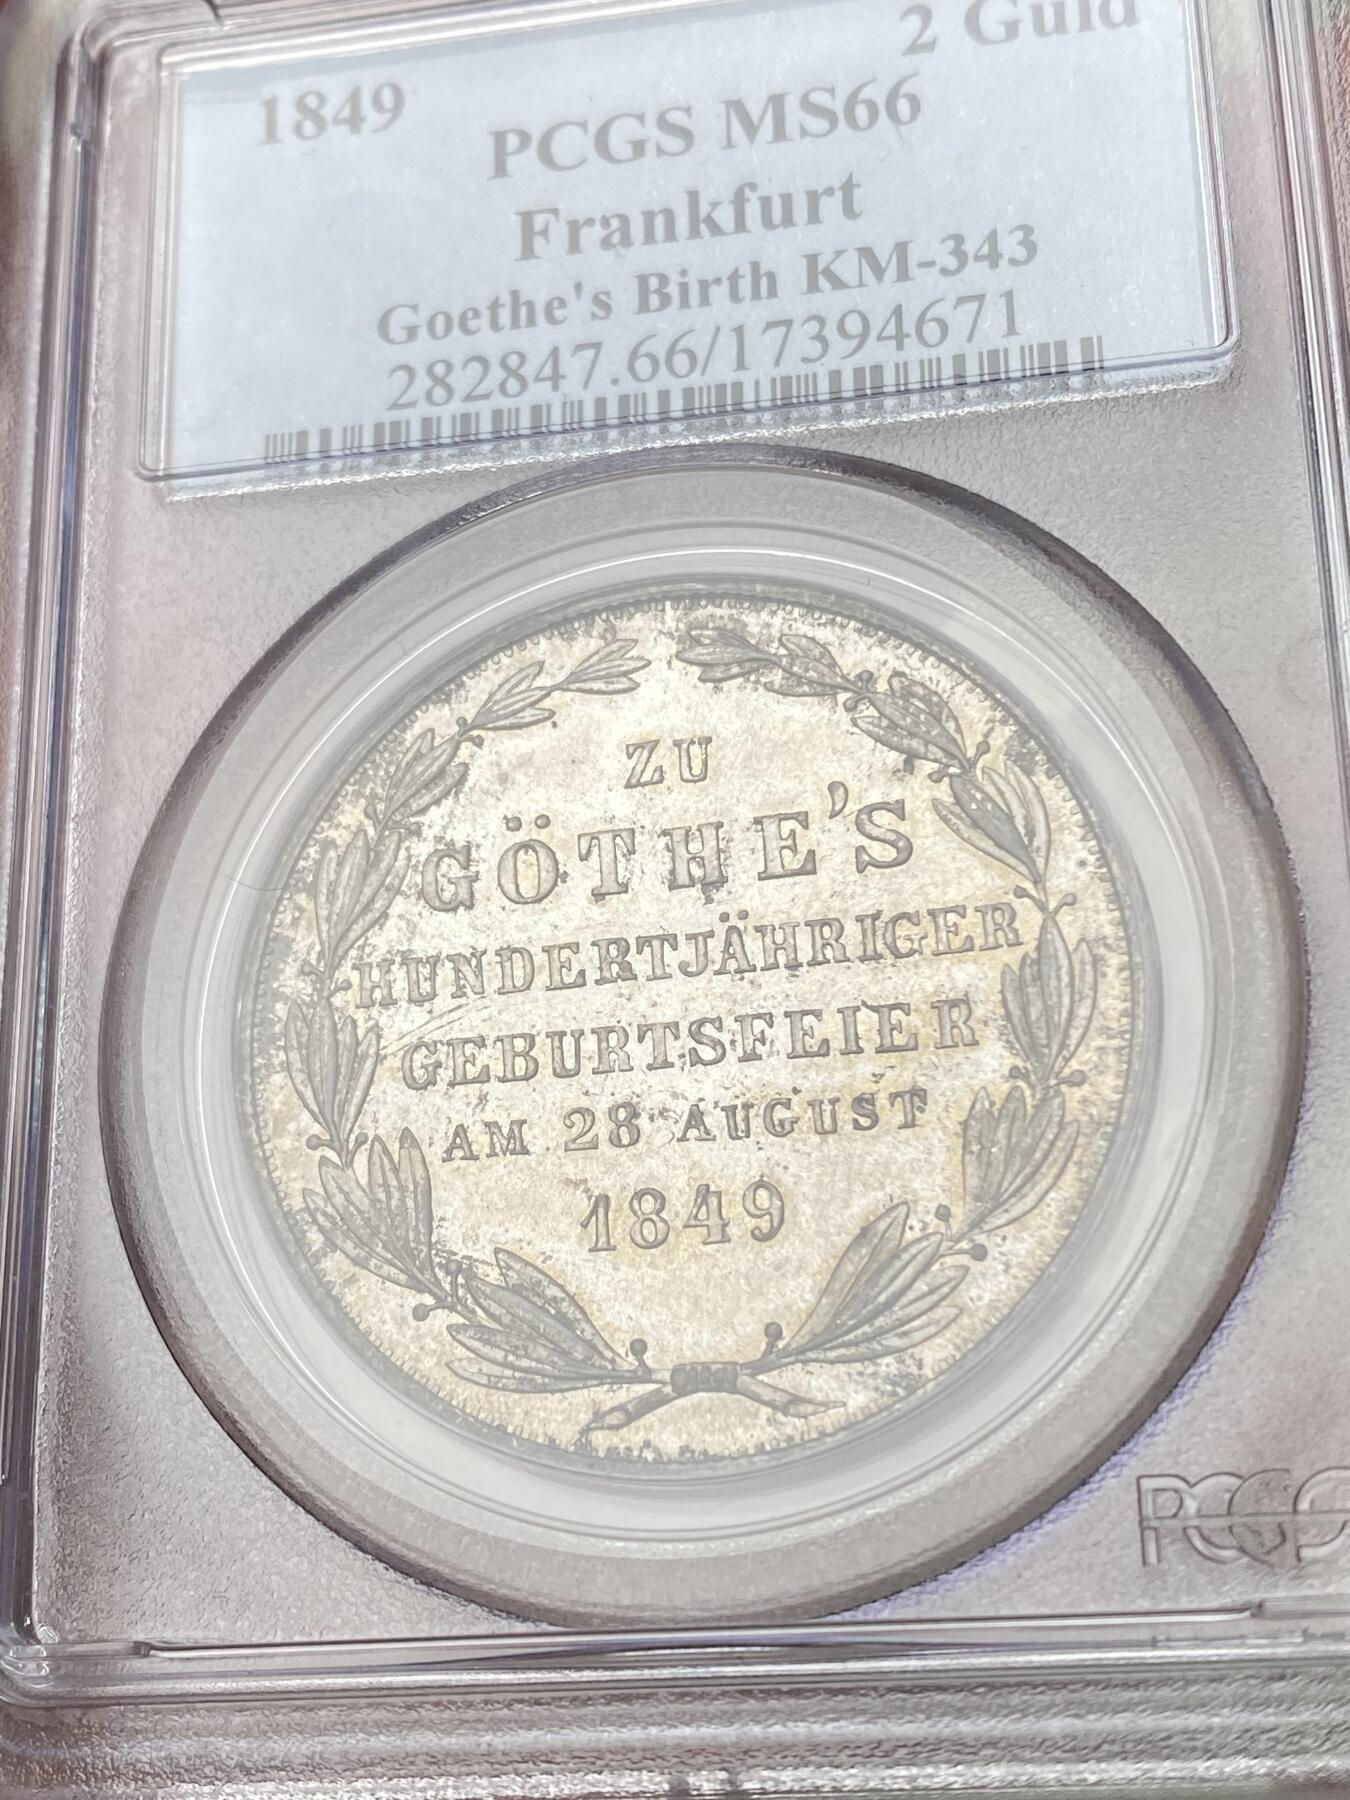 1849 2 Guld
PCGS MS66
Frankfurt
Goethe's Birth KM-343
282847.66/17394671
ZU
GÖTHE'S
HUNDERTJÄHRIGER
GEBURTSFEIER
AM 28 AUGUST
1849
PCGS